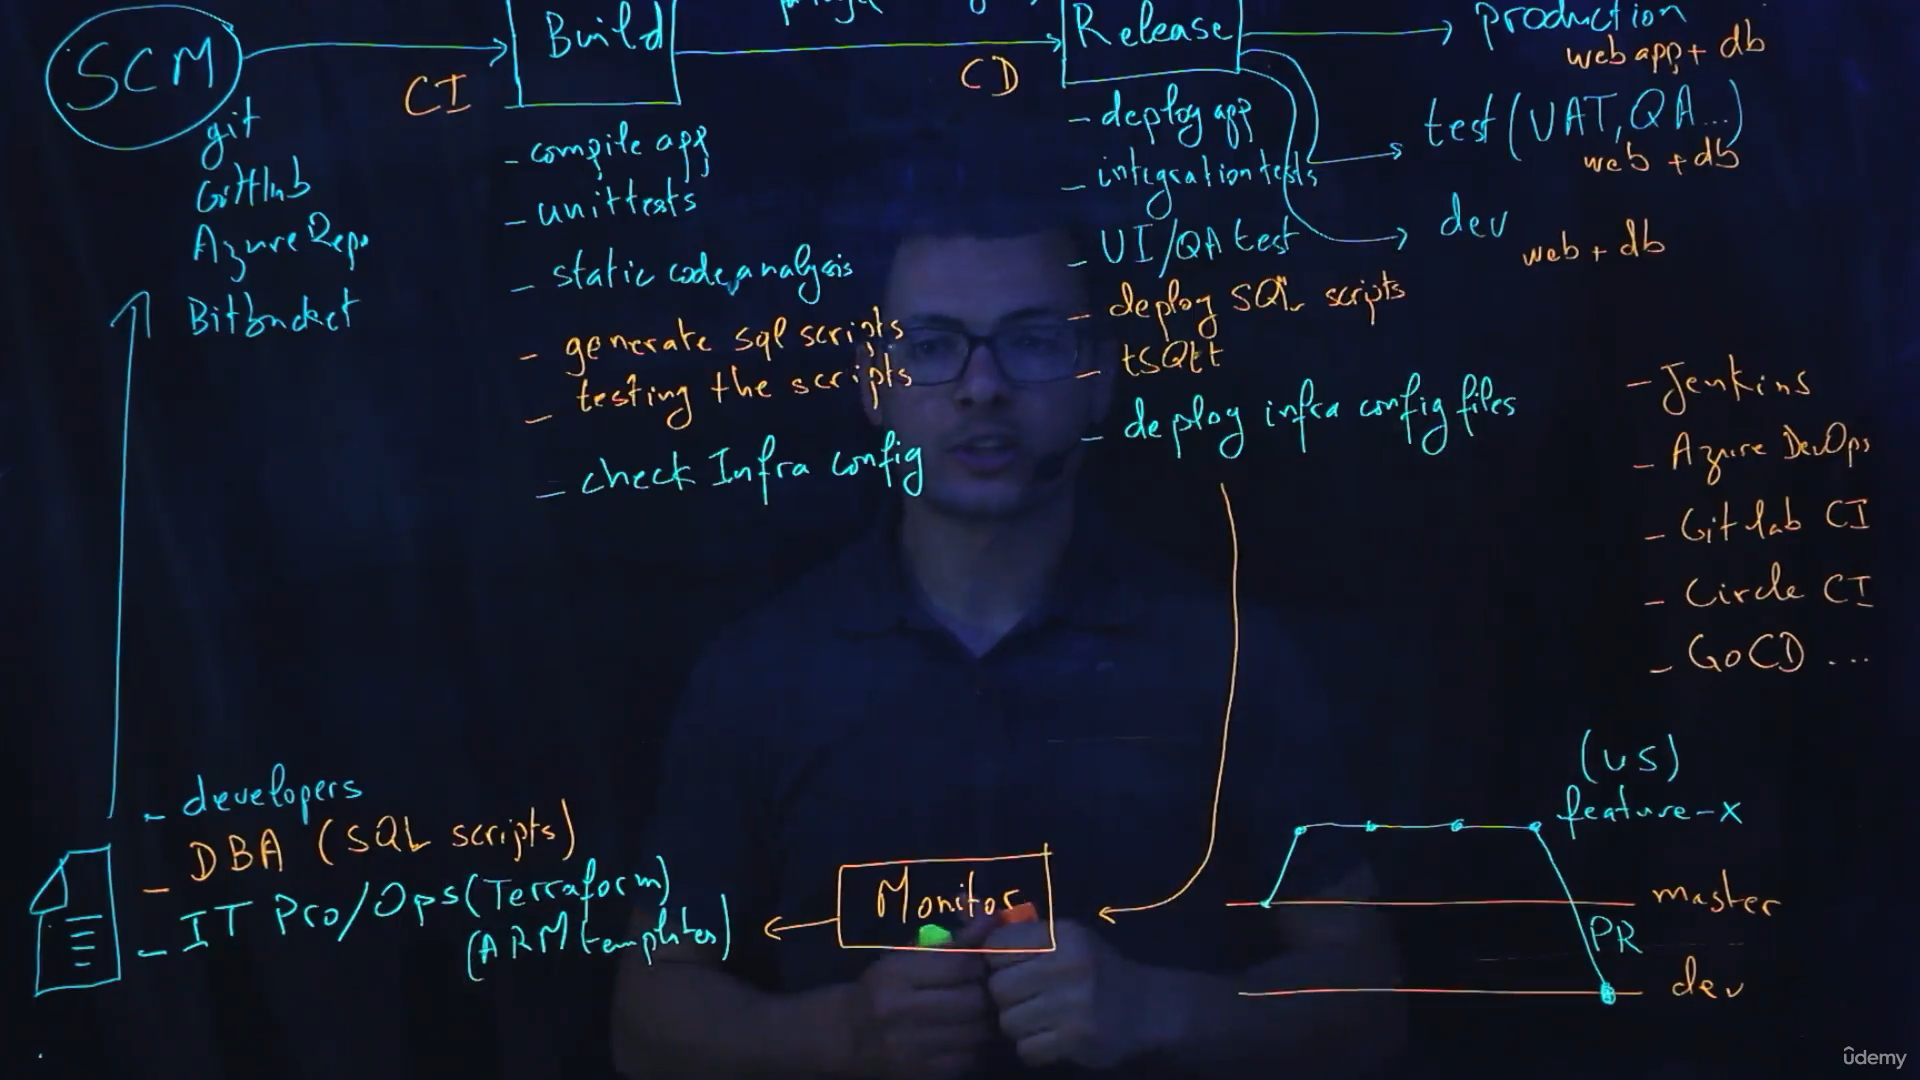 SCM
Build
Release
production
web app + db
CI
CD
git
GitHub
Azure Repo
Bitbucket
- compile app
- unittests
- static code analysis
- generate sql scripts
- testing the scripts
- check Infra config
- deploy app
- integration tests
- UI/QA test
- deploy SQL scripts
- tSQLt
- deploy infra config files
test (UAT, QA...)
web + db
dev
web + db
- Jenkins
- Azure DevOps
- Gitlab CI
- Circle CI
- GoCD ...
- developers
- DBA (SQL scripts)
- IT Pro/Ops (Terraform)
(ARM templates)
Monitor
(US)
feature-x
master
PR
dev
udemy